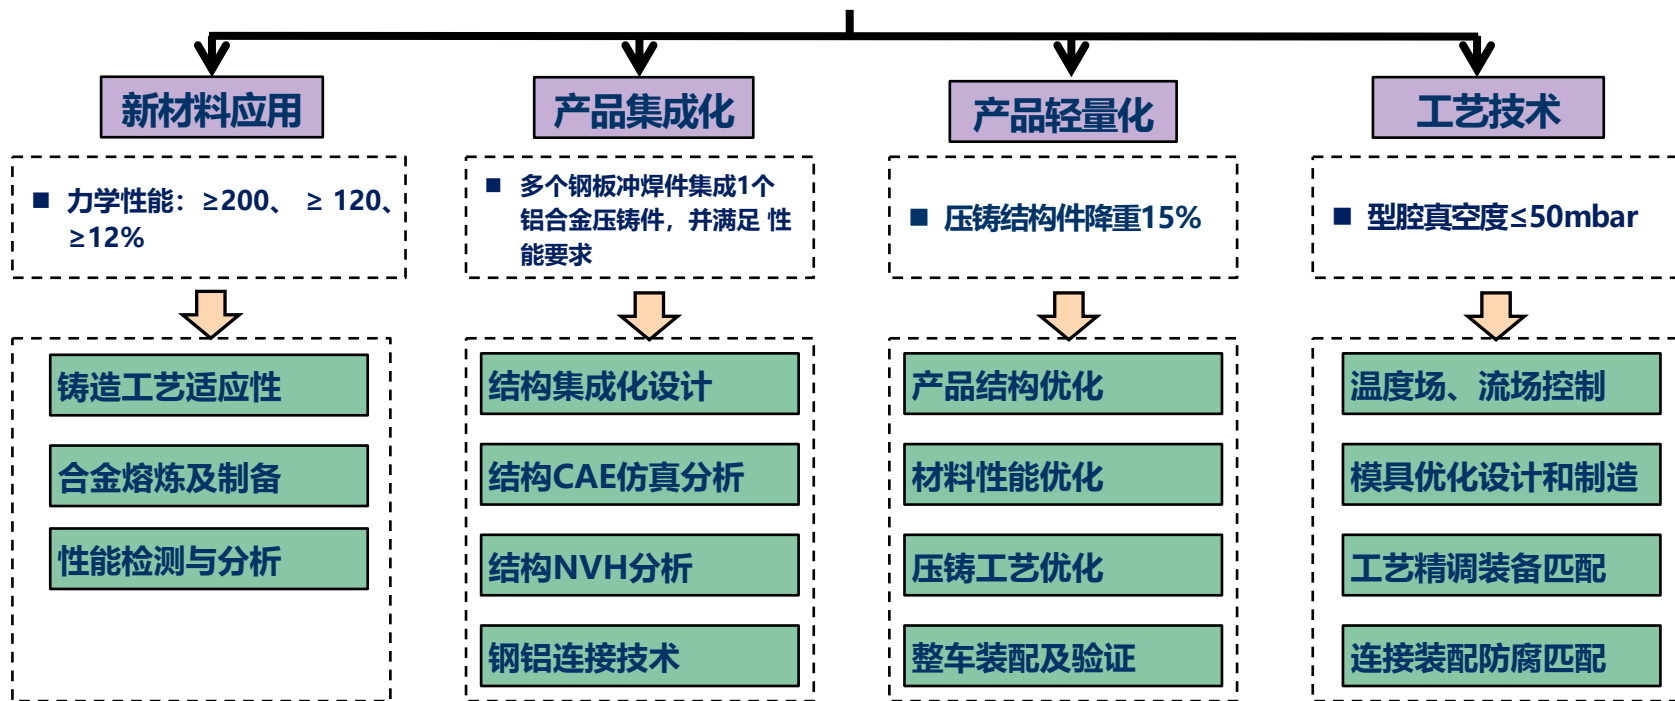 新材料应用
产品集成化
产品轻量化
工艺技术
■ 力学性能：≥200、 ≥ 120、
≥12%
■ 多个钢板冲焊件集成1个
铝合金压铸件，并满足 性
能要求
■ 压铸结构件降重15%
■ 型腔真空度≤50mbar
铸造工艺适应性
合金熔炼及制备
性能检测与分析
结构集成化设计
结构CAE仿真分析
结构NVH分析
钢铝连接技术
产品结构优化
材料性能优化
压铸工艺优化
整车装配及验证
温度场、流场控制
模具优化设计和制造
工艺精调装备匹配
连接装配防腐匹配